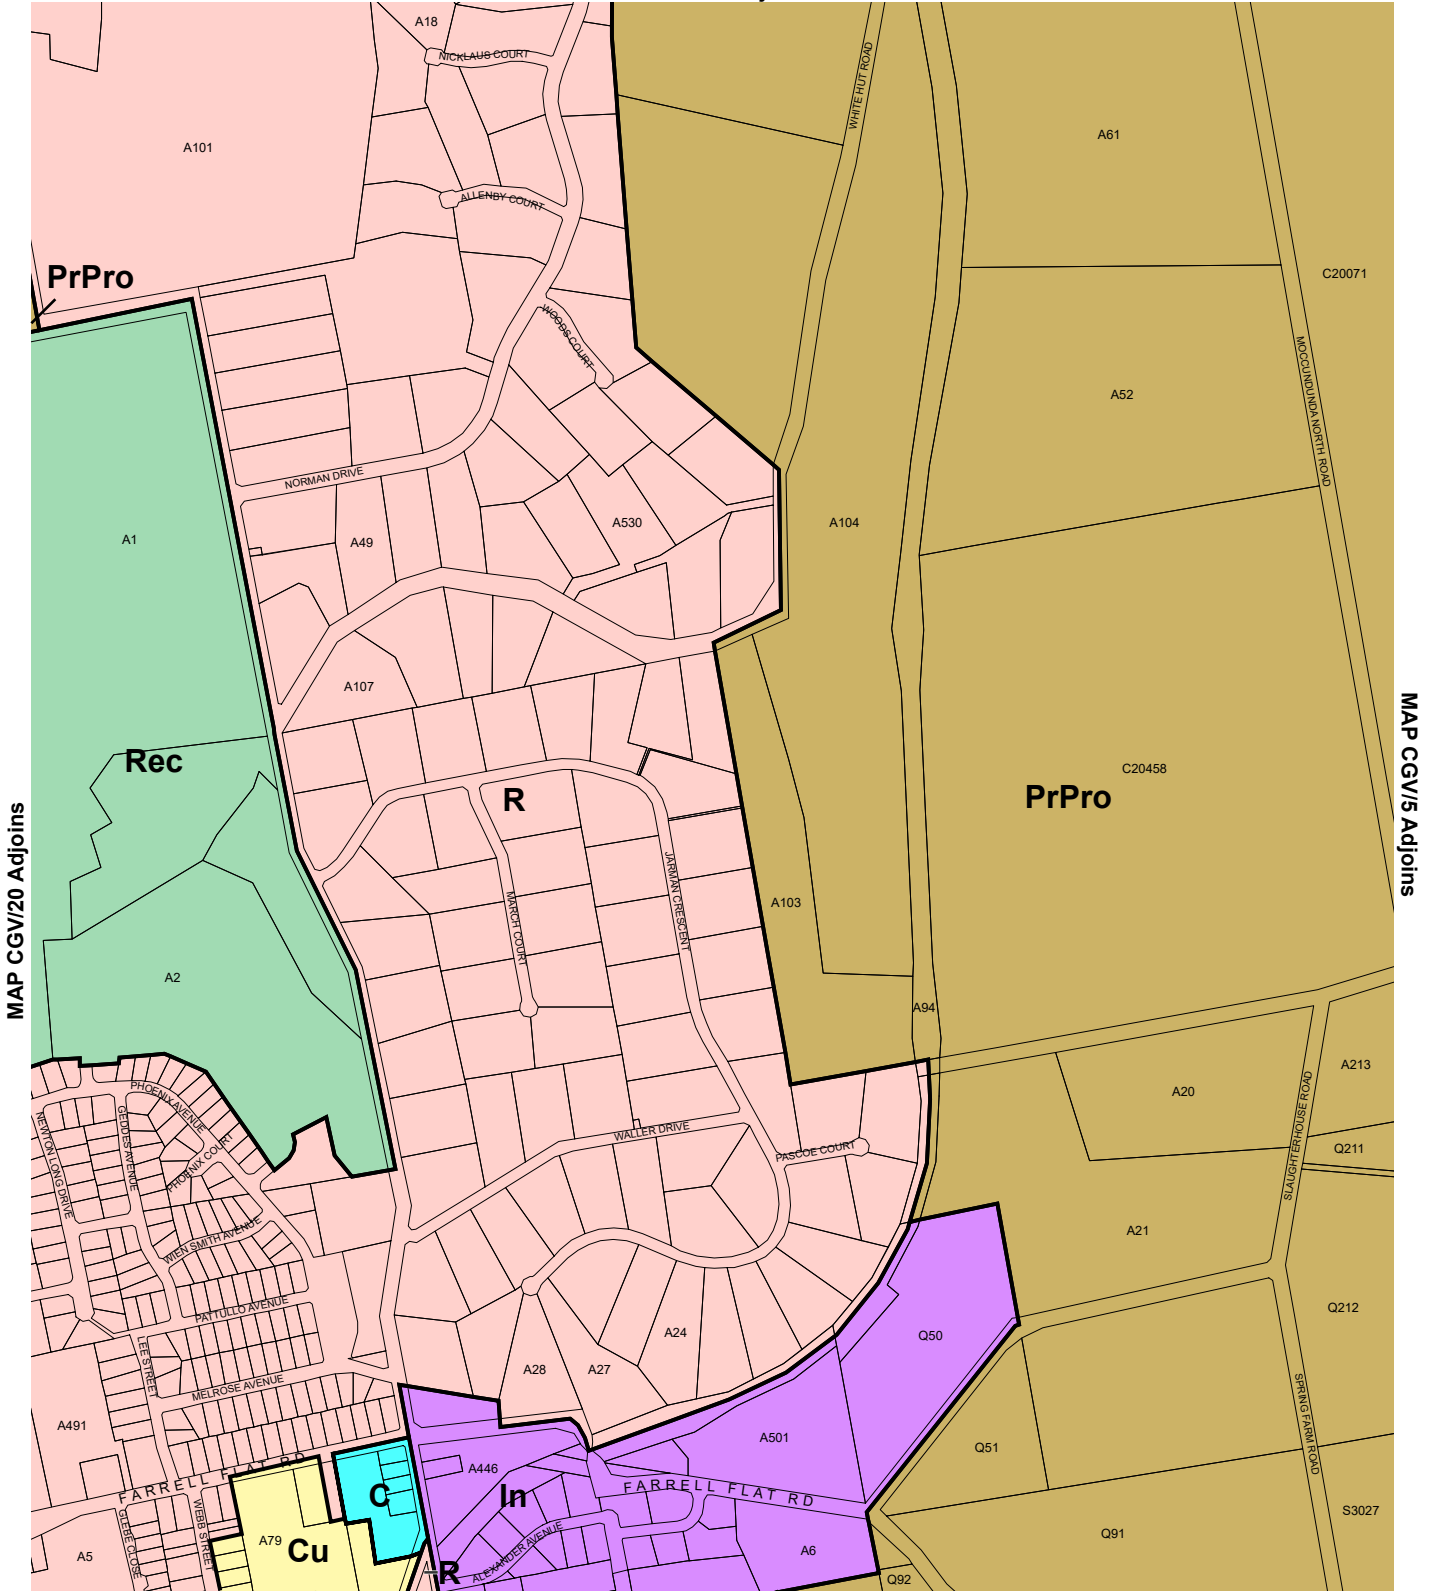 A18
NICKLAUS COURT
WHITE HUT ROAD
A61
A101
ALLENBY COURT
PrPro
C20071
WOODS COURT
MOCCUNDUNDA NORTH ROAD
A52
NORMAN DRIVE
A530
A104
A1
A49
A107
MAP CGV/5 Adjoins
Rec
C20458
R
PrPro
MAP CGV/20 Adjoins
JARMAN CRESCENT
MARCH COURT
A103
A2
A94
A213
A20
PHOENIX AVENUE
GEDDES AVENUE
NEWTON LONG DRIVE
WALLER DRIVE
SLAUGHTERHOUSE ROAD
PHOENIX COURT
PASCOE COURT
Q211
WIEN SMITH AVENUE
A21
PATTULLO AVENUE
Q212
Q50
A24
LEE STREET
A28
A27
MELROSE AVENUE
SPRING FARM ROAD
A491
A501
Q51
FARRELL FLAT RD
A446
C
In
FARRELL FLAT RD
S3027
GLEBE CLOSE
WEBB STREET
A79
Cu
ALEXANDER AVENUE
Q91
A5
A6
R
Q92